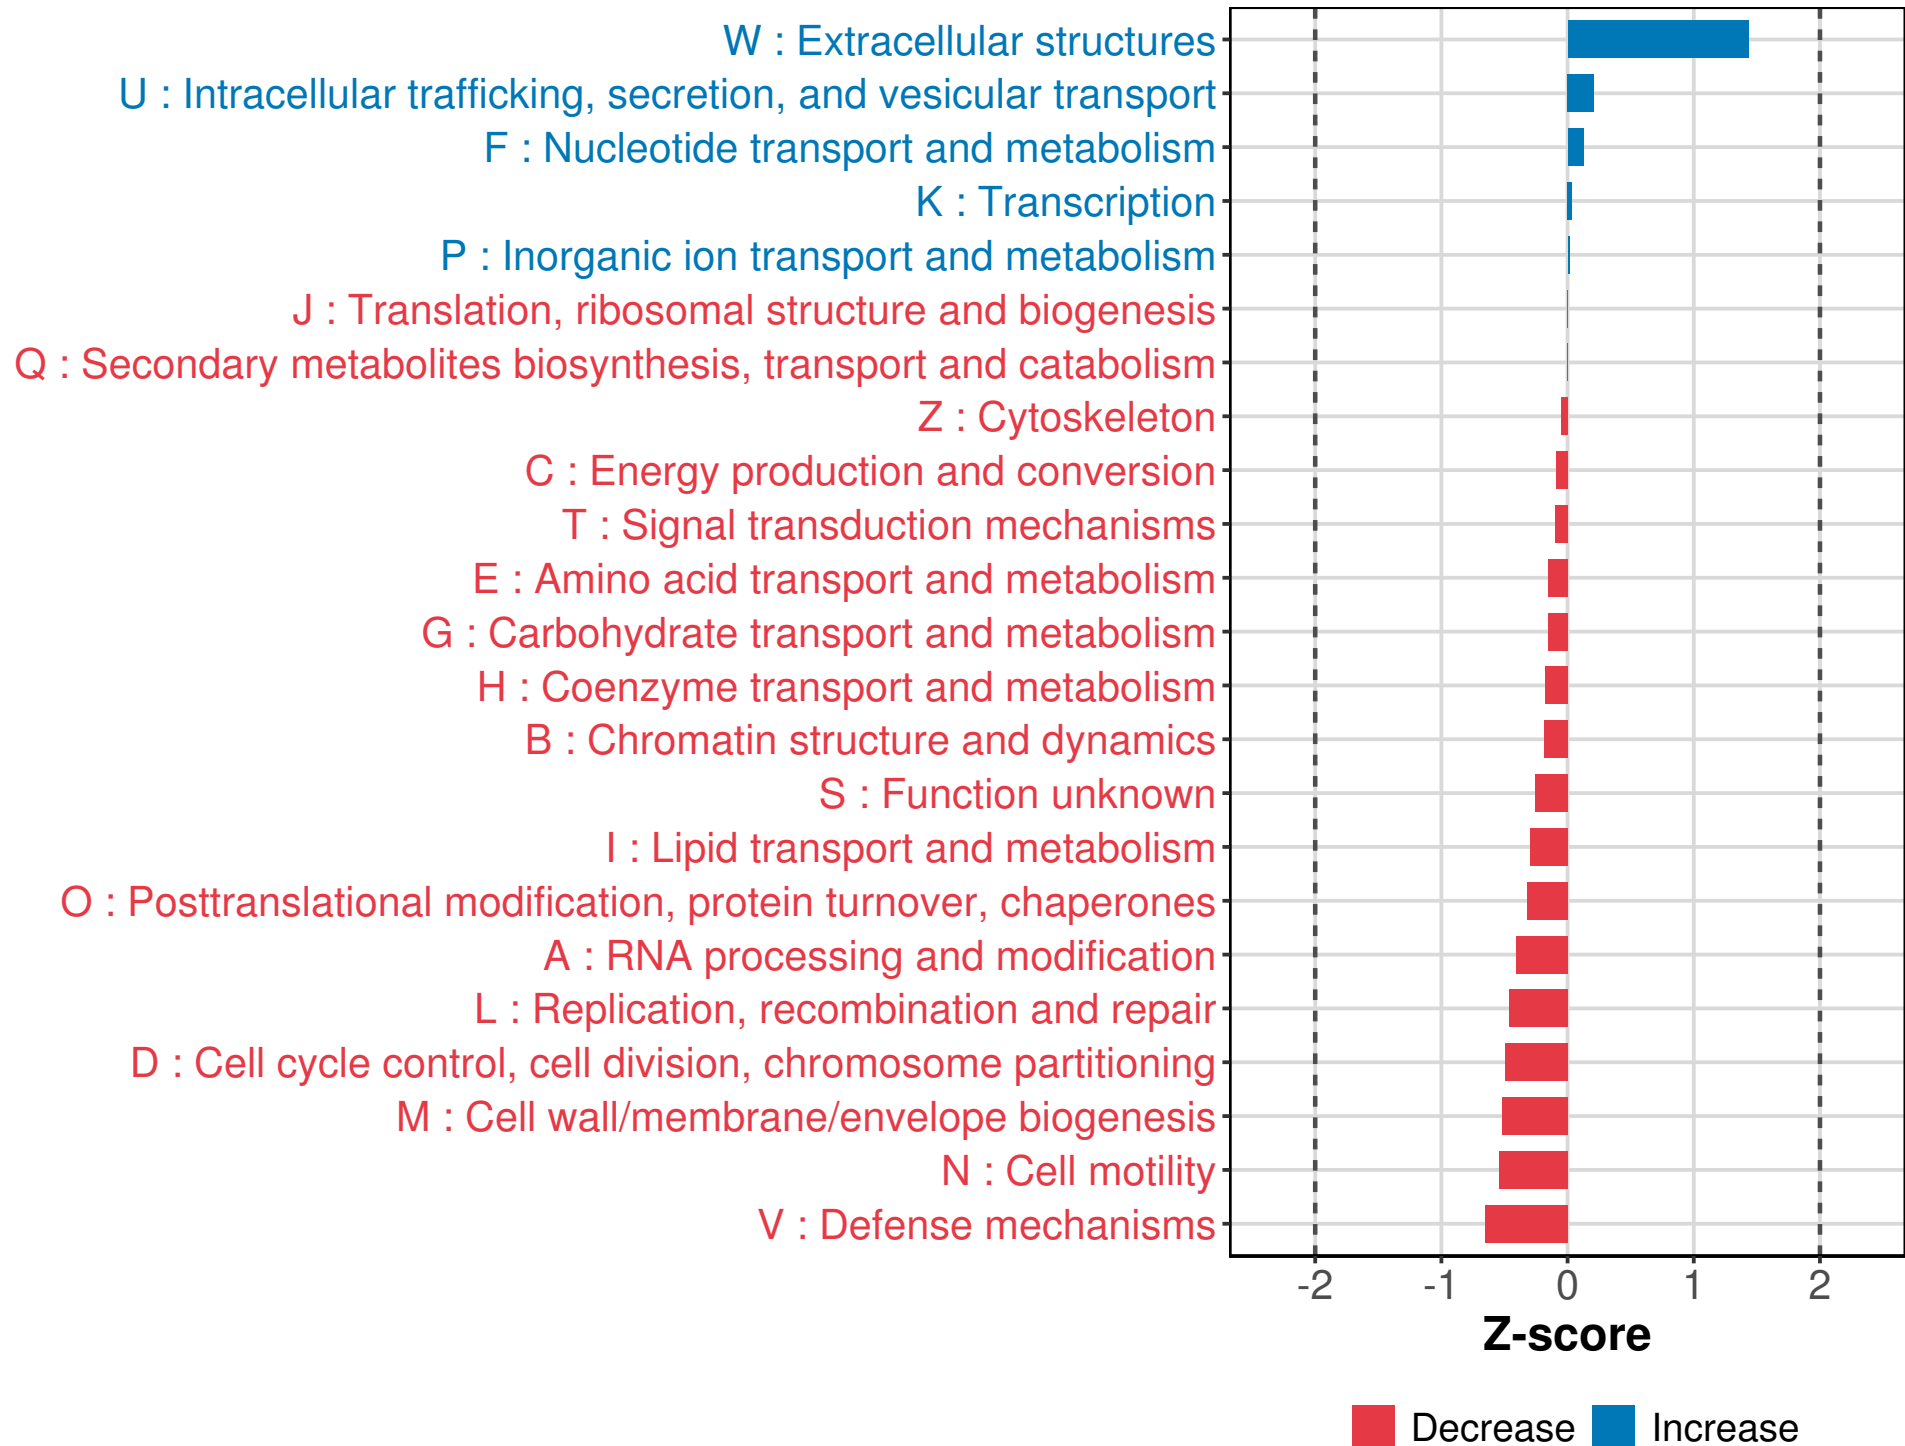 W : Extracellular structures
U : Intracellular trafficking, secretion, and vesicular transport
F : Nucleotide transport and metabolism
K : Transcription
P : Inorganic ion transport and metabolism
J : Translation, ribosomal structure and biogenesis
Q : Secondary metabolites biosynthesis, transport and catabolism
Z : Cytoskeleton
C : Energy production and conversion
T : Signal transduction mechanisms
E : Amino acid transport and metabolism
G : Carbohydrate transport and metabolism
H : Coenzyme transport and metabolism
B : Chromatin structure and dynamics
S : Function unknown
I : Lipid transport and metabolism
O : Posttranslational modification, protein turnover, chaperones
A : RNA processing and modification
L : Replication, recombination and repair
D : Cell cycle control, cell division, chromosome partitioning
M : Cell wall/membrane/envelope biogenesis
N : Cell motility
V : Defense mechanisms
-2 -1 0 1 2
Z-score
Decrease Increase